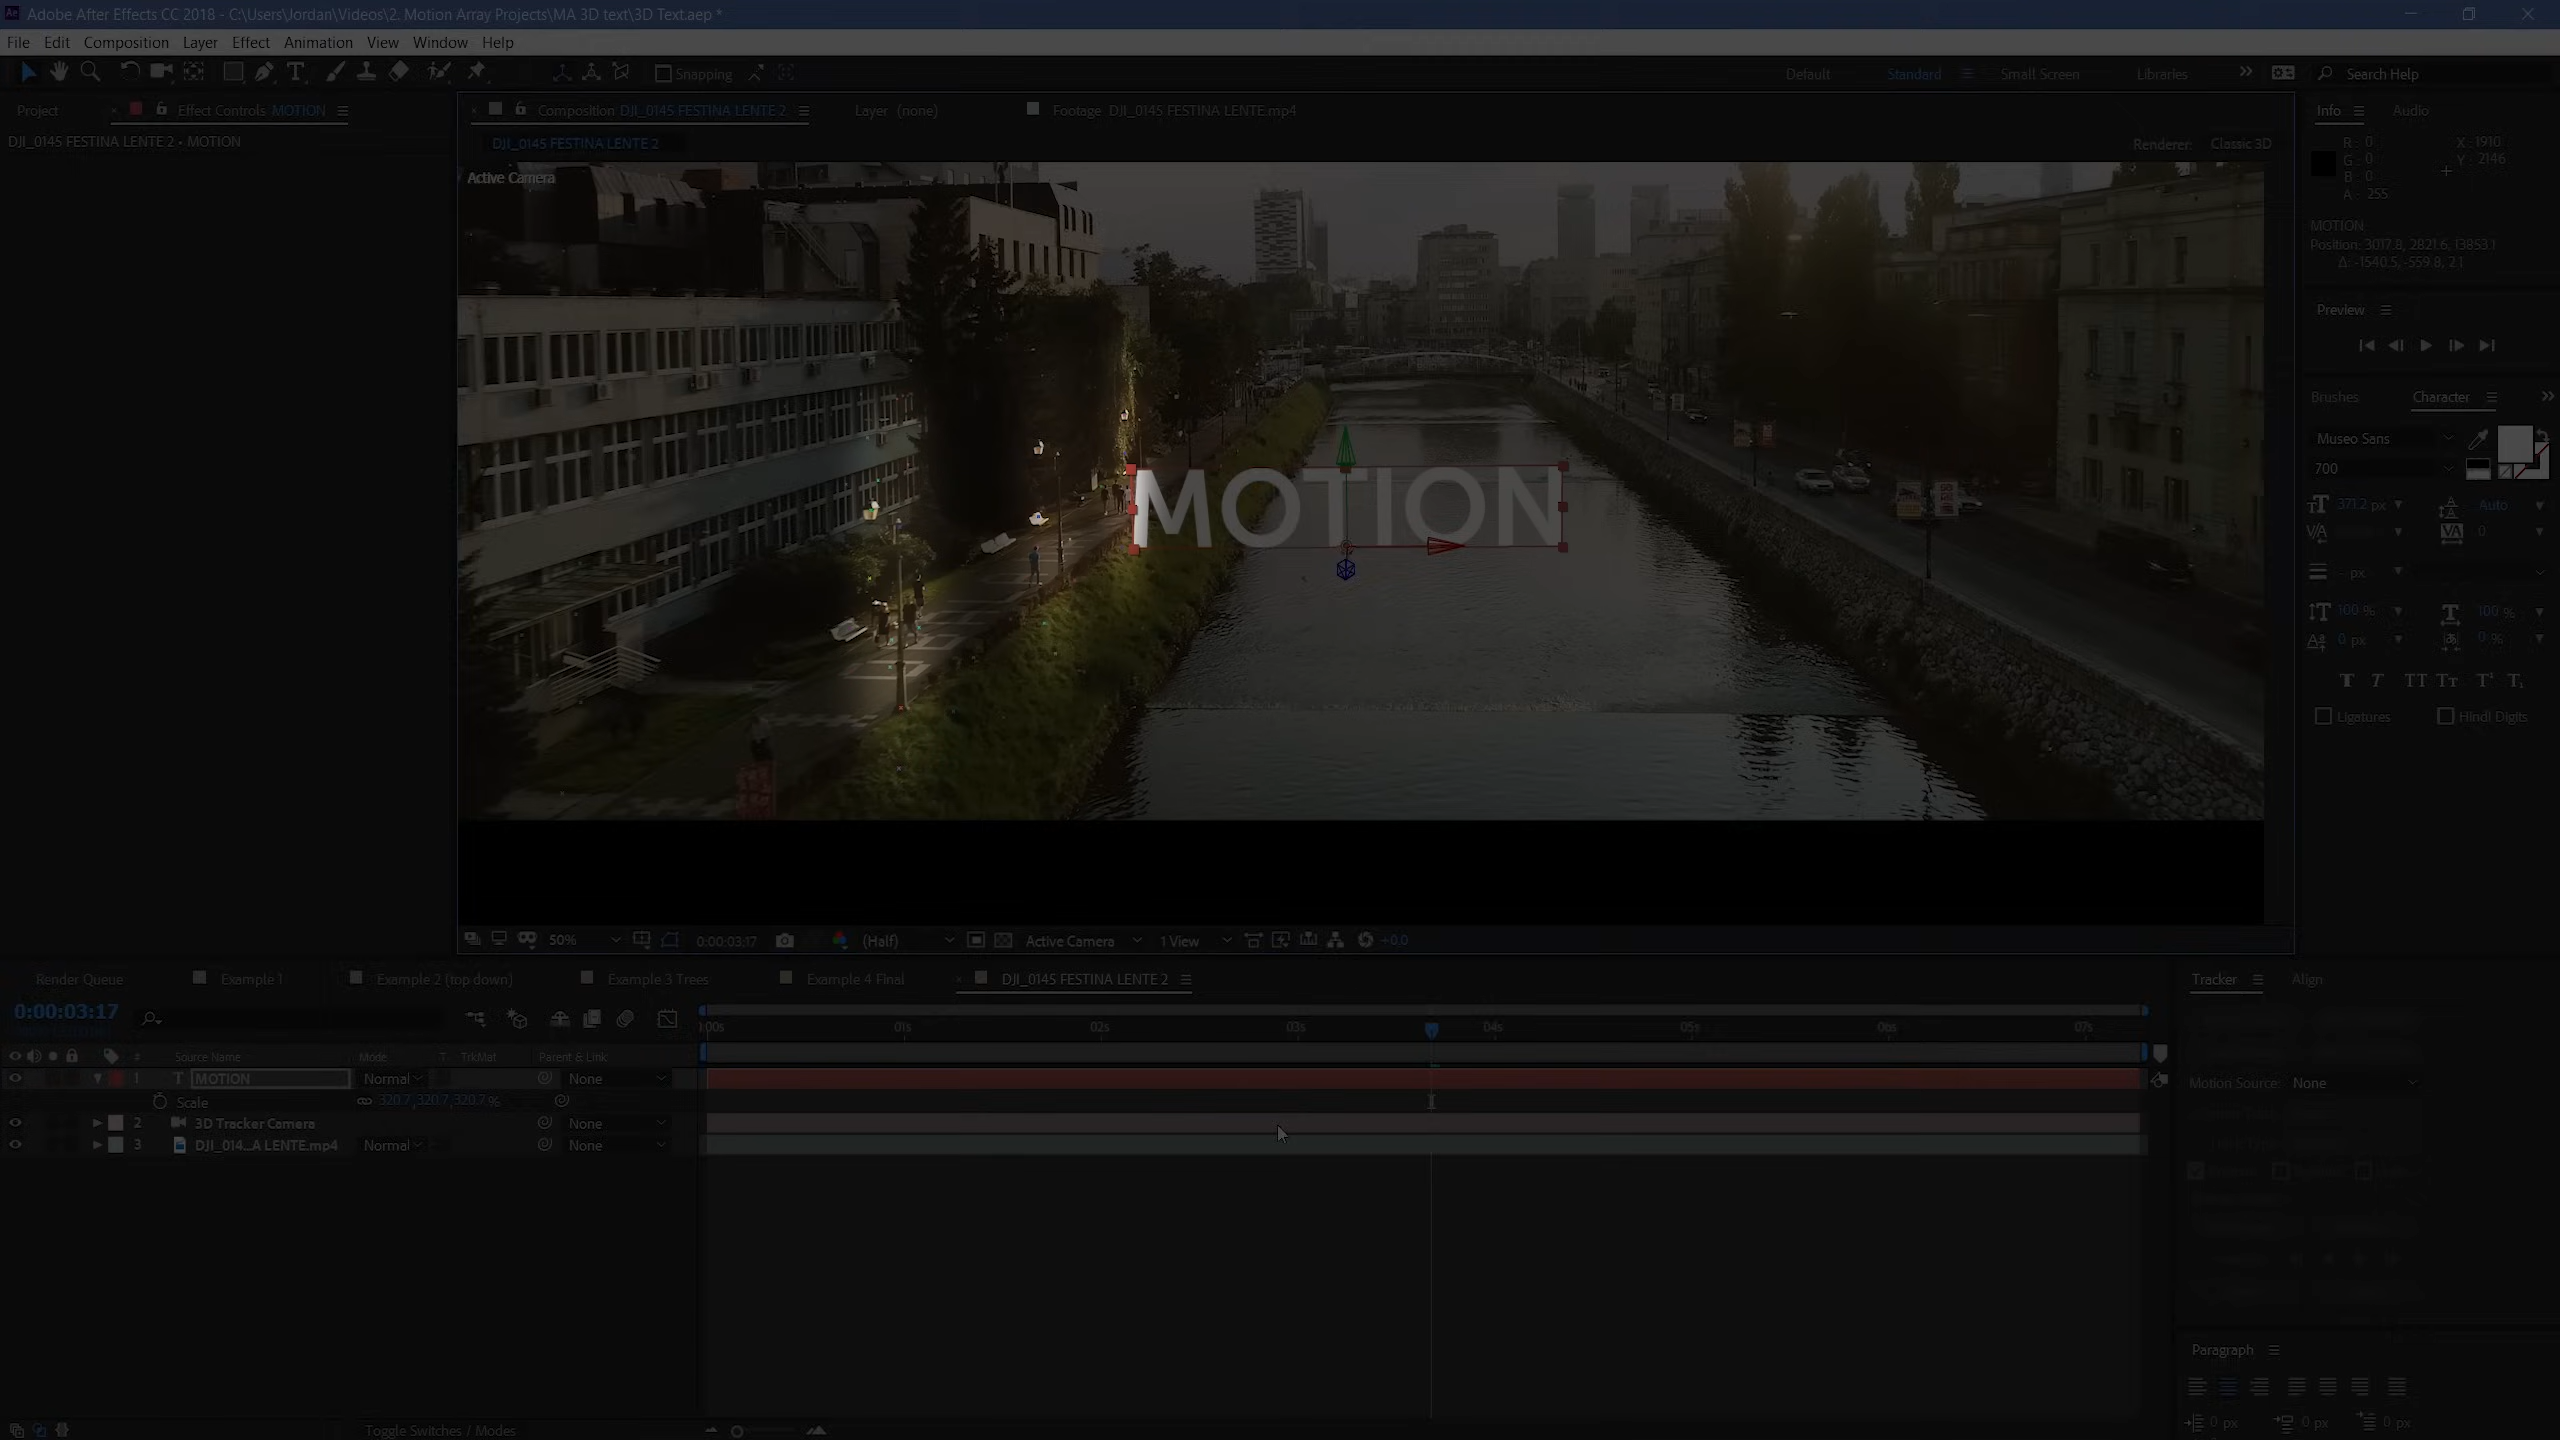 Adobe After Effects CC 2018 - C:\Users\Jordan\Videos\2. Motion Array Projects\MA 3D text\3D Text.aep *
File Edit Composition Layer Effect Animation View Window Help
Snapping Default Standard Small Screen Libraries Search Help
Project Effect Controls MOTION
Composition DJI_0145 FESTINA LENTE 2 Layer (none) Footage DJI_0145 FESTINA LENTE.mp4
Info Audio
DJI_0145 FESTINA LENTE 2 • MOTION
DJI_0145 FESTINA LENTE 2
Renderer: Classic 3D
R: 0 X: 1910
G: 0 Y: 2146
B: 0
A: 255
Active Camera
MOTION
Position: 3017.8, 2821.6, 13853.1
Δ: -1540.5, -559.8, 2.1
Preview
Brushes Character
Museo Sans
700
371.2 px Auto
0
- px
100 % 100 %
0 px 0 %
Ligatures Hindi Digits
MOTION
50% 0:00:03:17 (Half) Active Camera 1 View +0.0
Render Queue Example 1 Example 2 (top down) Example 3 Trees Example 4 Final DJI_0145 FESTINA LENTE 2
Tracker Align
0:00:03:17
0:00s 01s 02s 03s 04s 05s 06s 07s
# Source Name Mode T TrkMat Parent & Link
1 T MOTION Normal None
Scale 320.7, 320.7, 320.7 %
2 3D Tracker Camera None
3 DJI_014...A LENTE.mp4 Normal None
Motion Source: None
Paragraph
0 px 0 px 0 px
Toggle Switches / Modes